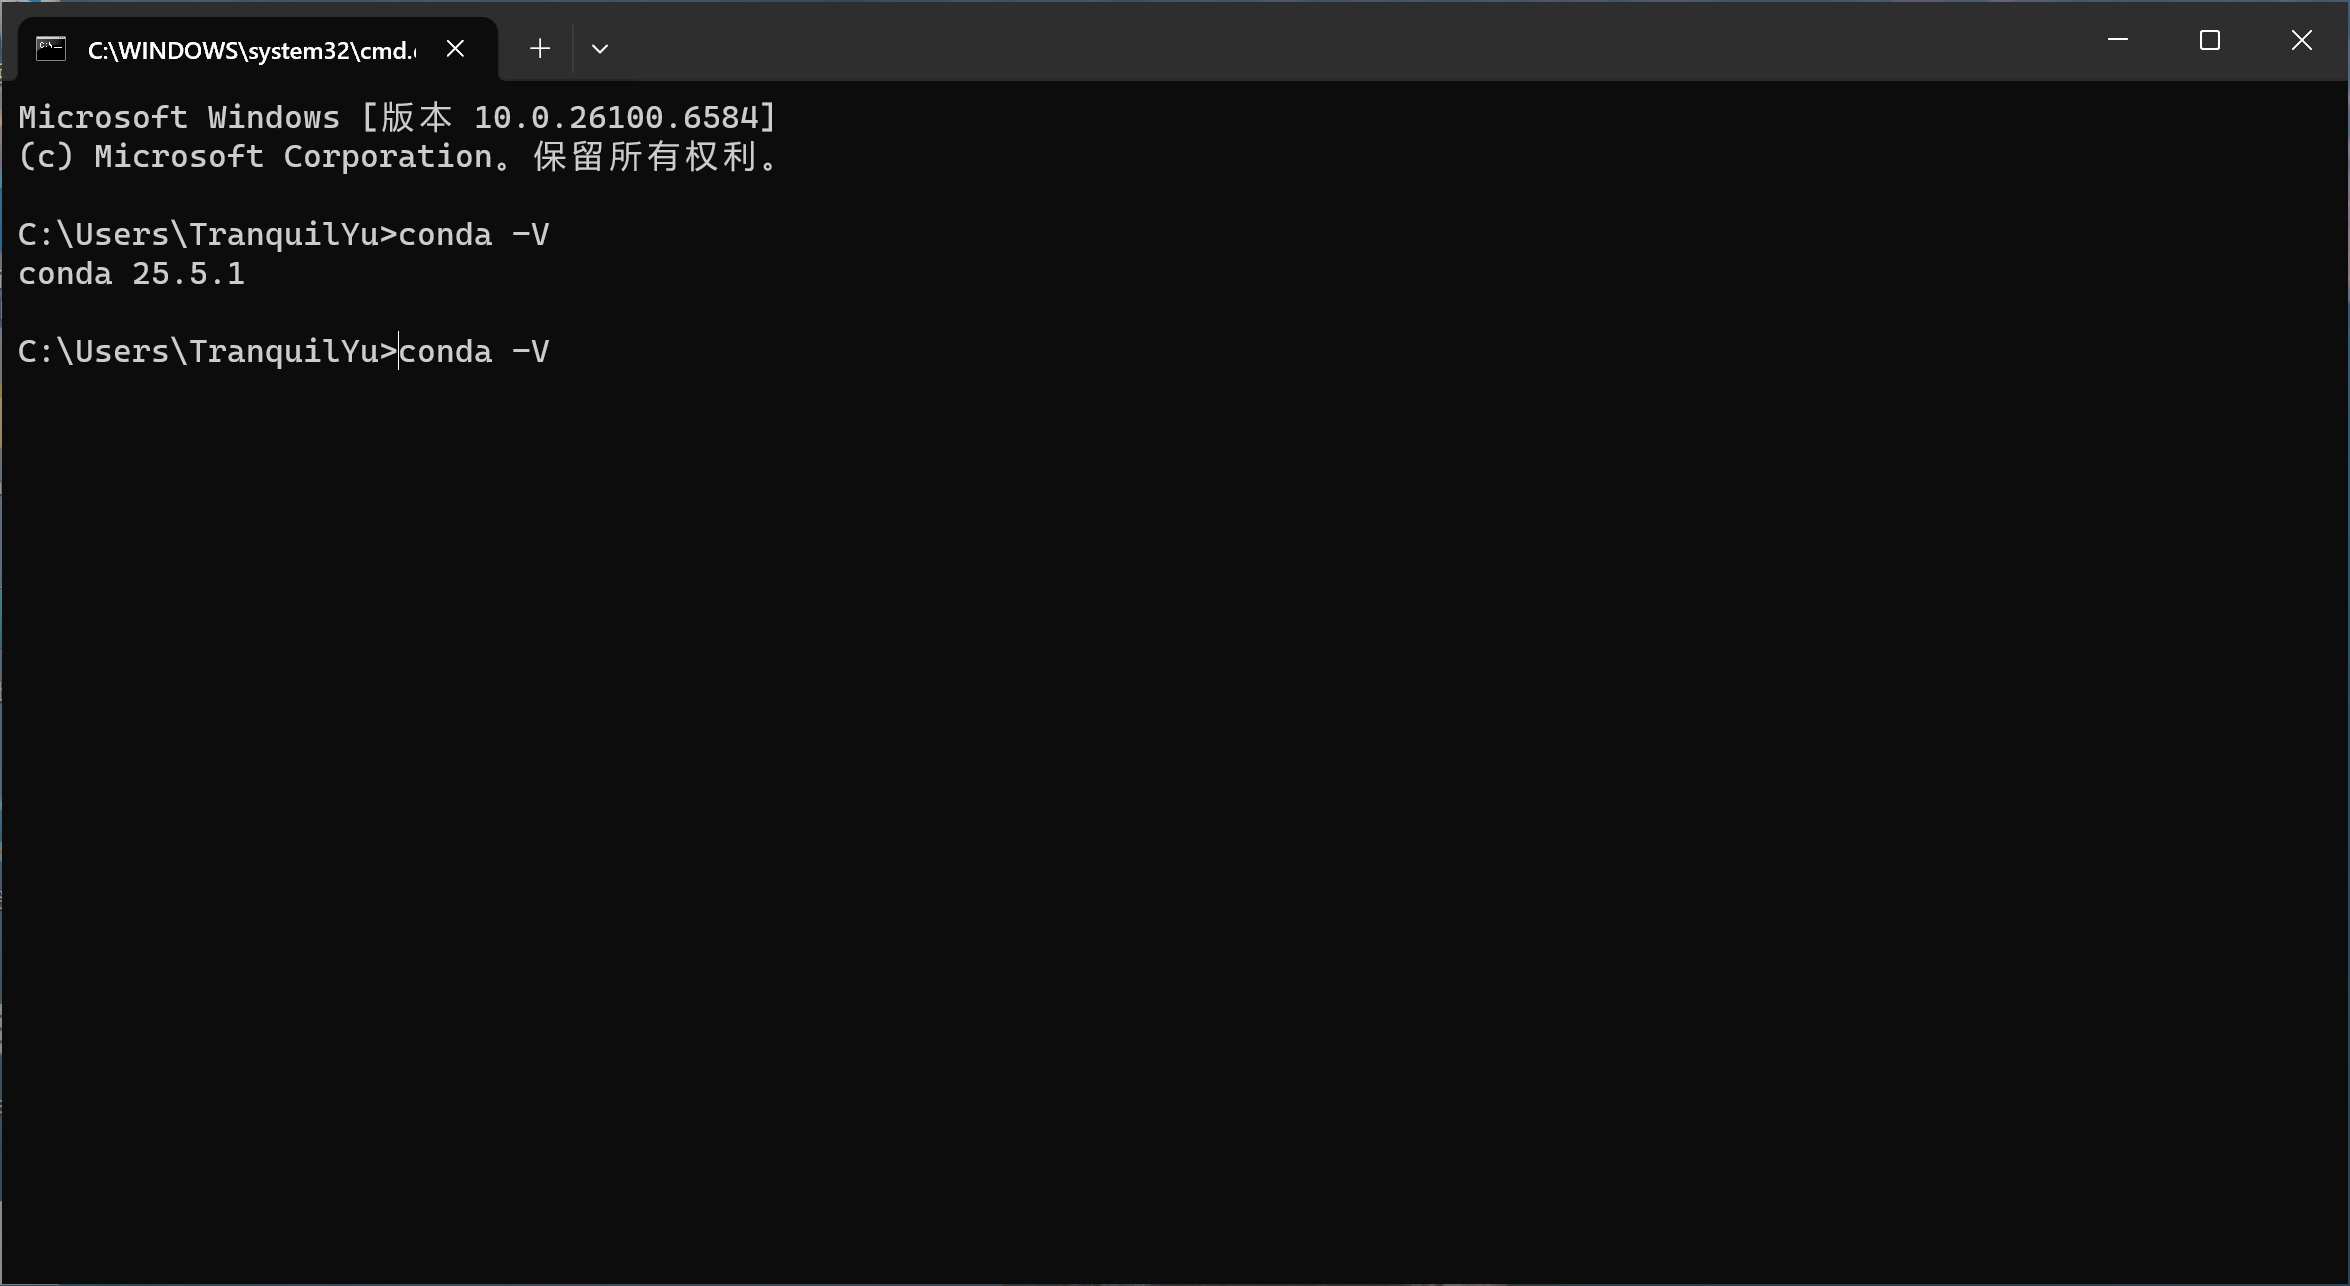 C:\WINDOWS\system32\cmd.
Microsoft Windows [版本 10.0.26100.6584]
(c) Microsoft Corporation。保留所有权利。
C:\Users\TranquilYu>conda -V
conda 25.5.1
C:\Users\TranquilYu>conda -V